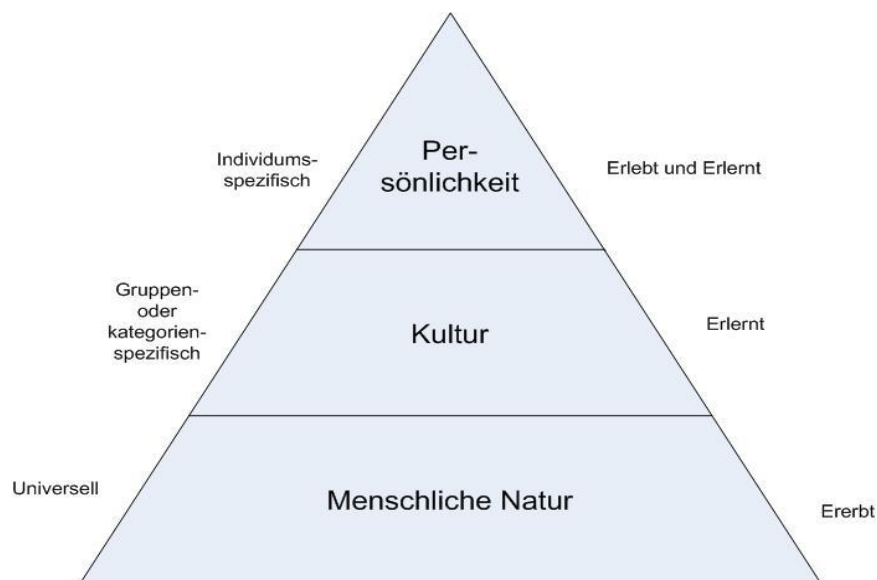 Individums-
spezifisch
Per-
sönlichkeit
Erlebt und Erlernt
Gruppen-
oder
kategorien-
spezifisch
Kultur
Erlernt
Universell
Menschliche Natur
Ererbt